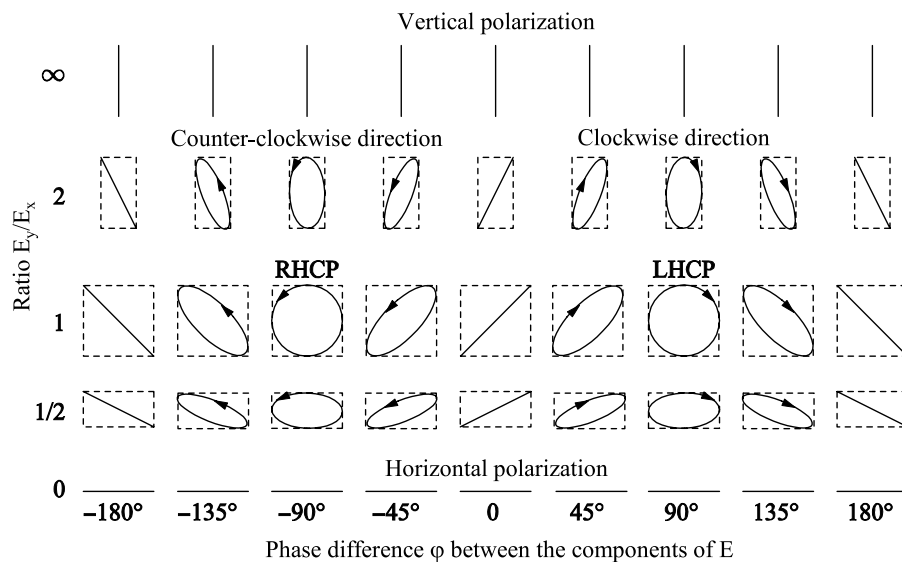 Vertical polarization
∞
Counter-clockwise direction
Clockwise direction
2
Ratio E_y/E_x
RHCP
LHCP
1
1/2
Horizontal polarization
0
−180° −135° −90° −45° 0 45° 90° 135° 180°
Phase difference φ between the components of E